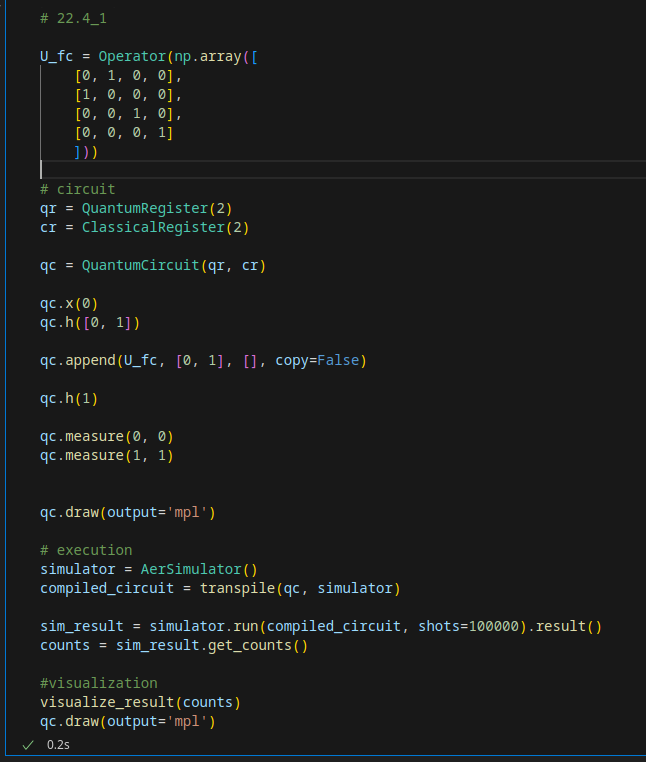 # 22.4_1
U_fc = Operator(np.array([
[0, 1, 0, 0],
[1, 0, 0, 0],
[0, 0, 1, 0],
[0, 0, 0, 1]
]))
# circuit
qr = QuantumRegister(2)
cr = ClassicalRegister(2)
qc = QuantumCircuit(qr, cr)
qc.x(0)
qc.h([0, 1])
qc.append(U_fc, [0, 1], [], copy=False)
qc.h(1)
qc.measure(0, 0)
qc.measure(1, 1)
qc.draw(output='mpl')
# execution
simulator = AerSimulator()
compiled_circuit = transpile(qc, simulator)
sim_result = simulator.run(compiled_circuit, shots=100000).result()
counts = sim_result.get_counts()
#visualization
visualize_result(counts)
qc.draw(output='mpl')
0.2s